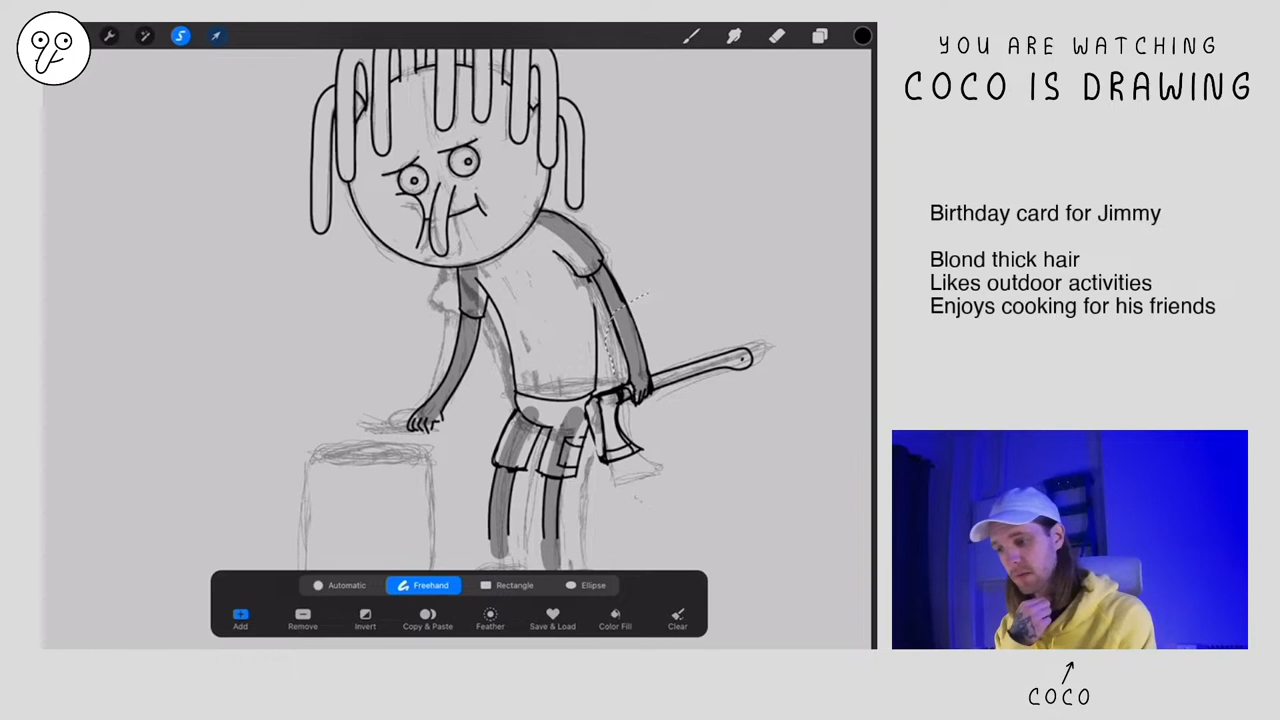 YOU ARE WATCHING
COCO IS DRAWING
Birthday card for Jimmy
Blond thick hair
Likes outdoor activities
Enjoys cooking for his friends
Automatic
Freehand
Rectangle
Ellipse
Add
Remove
Invert
Copy & Paste
Feather
Save & Load
Color Fill
Clear
COCO